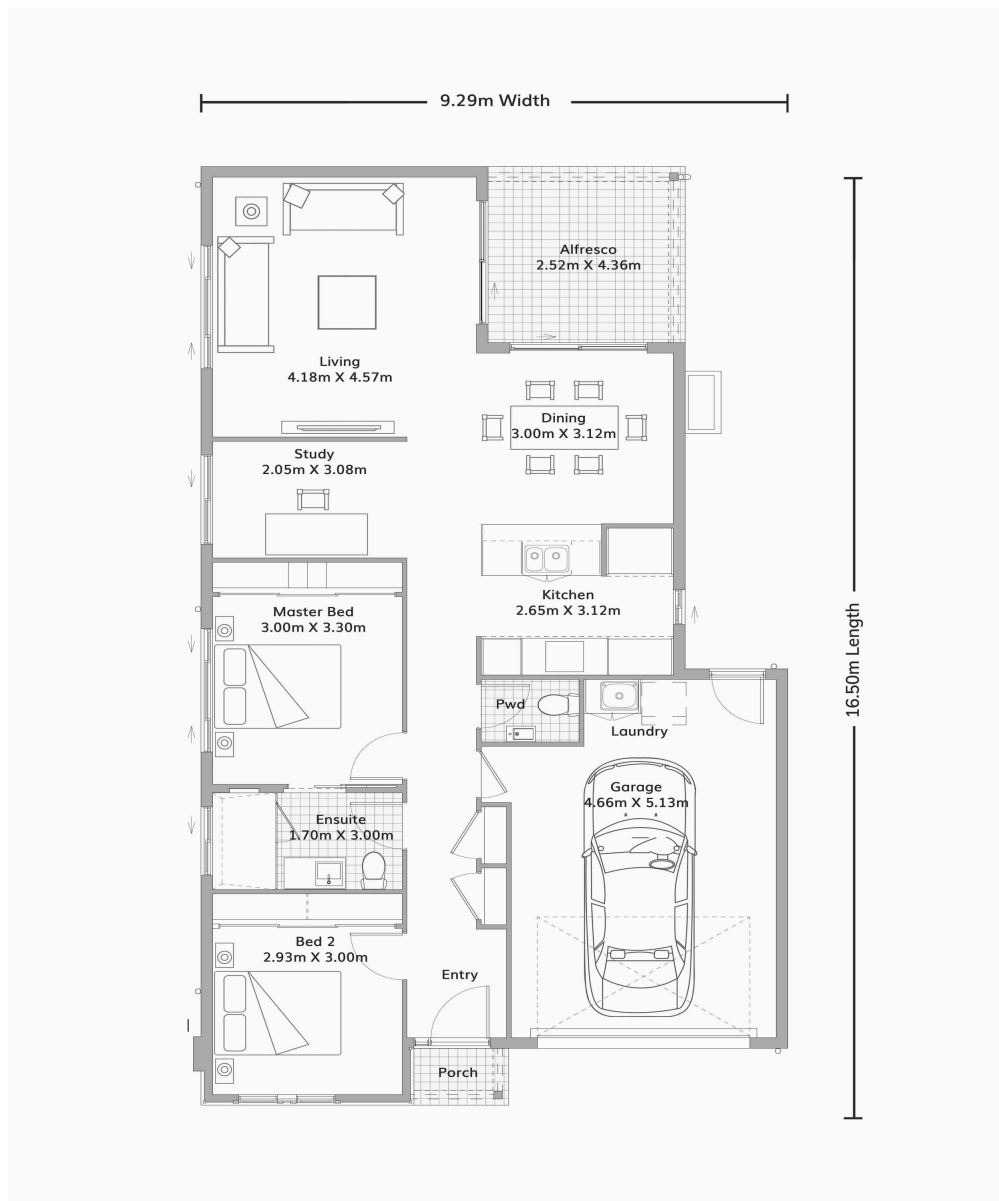 9.29m Width
Alfresco
2.52m X 4.36m
Living
4.18m X 4.57m
Dining
3.00m X 3.12m
Study
2.05m X 3.08m
Kitchen
2.65m X 3.12m
Master Bed
3.00m X 3.30m
16.50m Length
Pwd
Laundry
Garage
4.66m X 5.13m
Ensuite
1.70m X 3.00m
Bed 2
2.93m X 3.00m
Entry
Porch